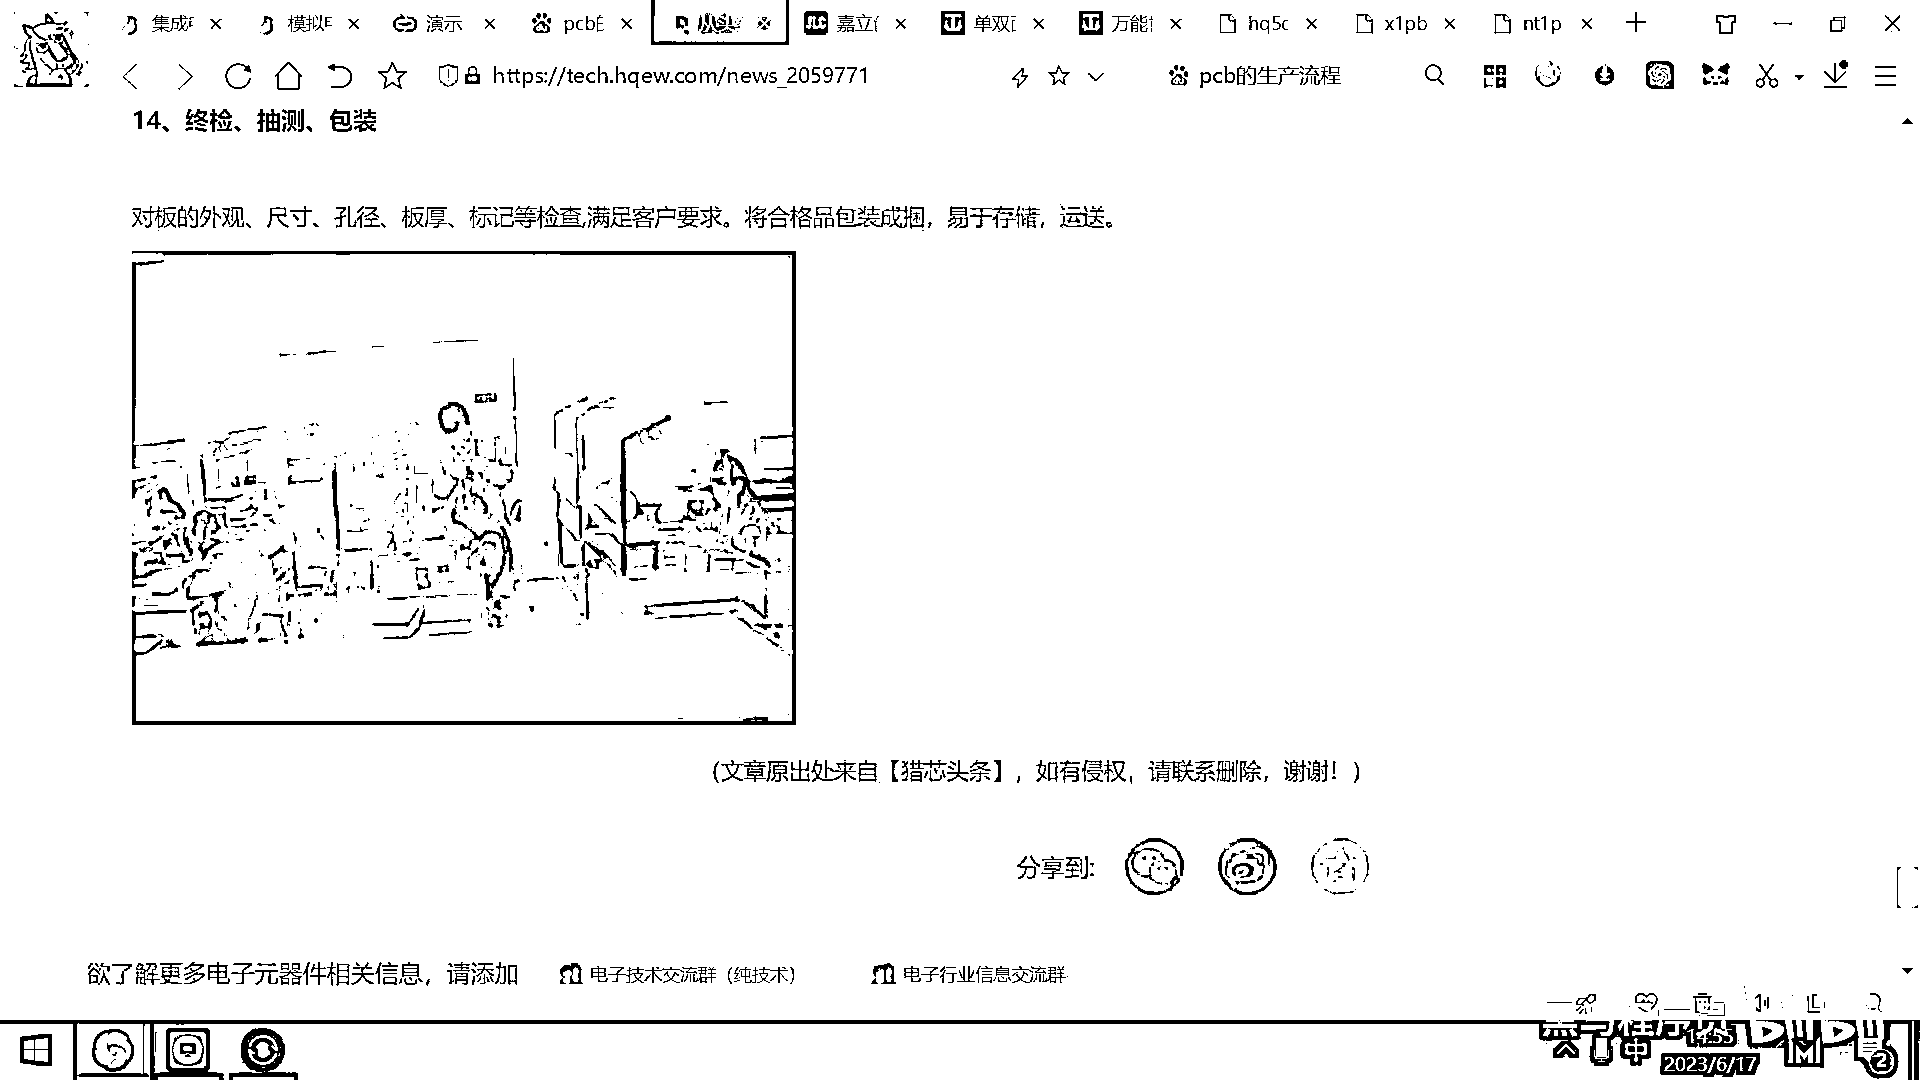 集成 模拟 演示 pcb 嘉立 单双 万能 hq5c x1pb nt1p
https://tech.hqew.com/news_2059771 pcb的生产流程
14、终检、抽测、包装
对板的外观、尺寸、孔径、板厚、标记等检查,满足客户要求。将合格品包装成捆，易于存储，运送。
(文章原出处来自【猎芯头条】，如有侵权，请联系删除，谢谢！)
分享到:
欲了解更多电子元器件相关信息，请添加 电子技术交流群（纯技术） 电子行业信息交流群
中 14:55
2023/6/17 2